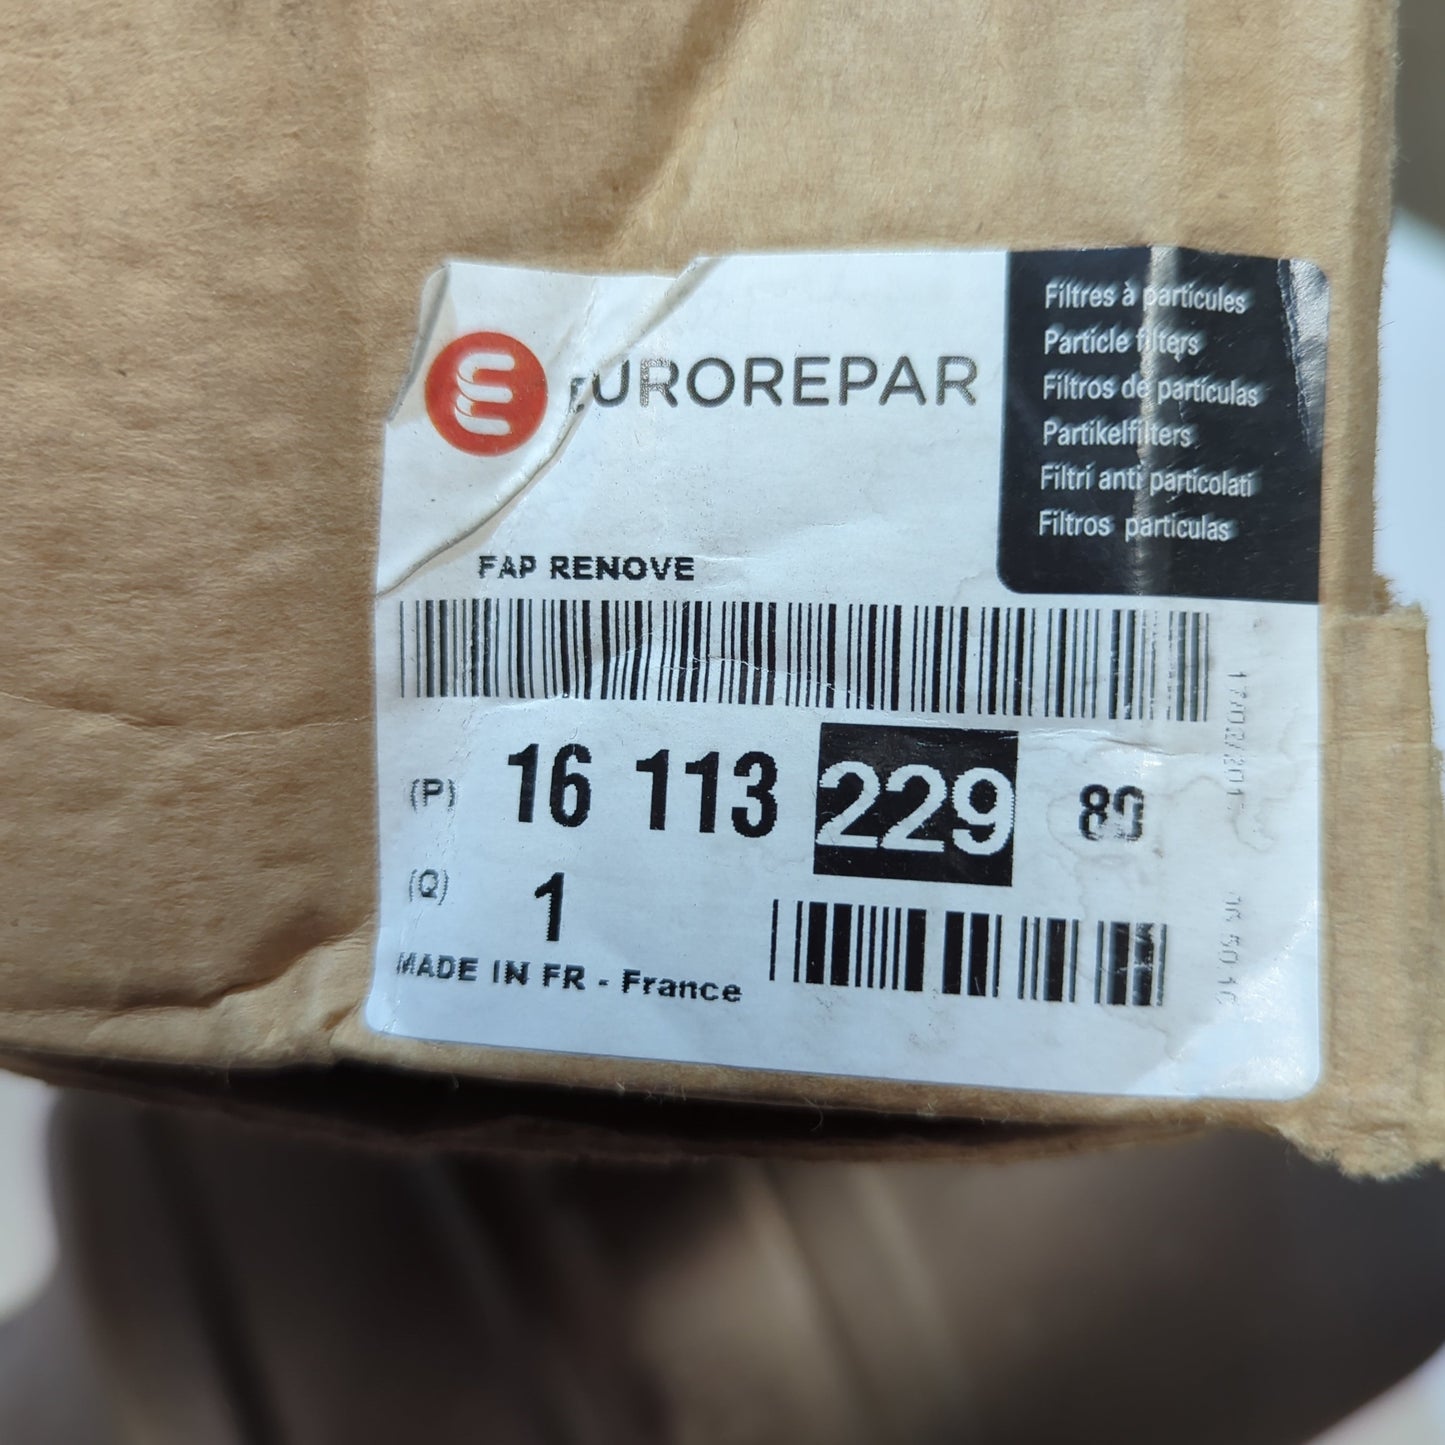 EUROREPAR
Filtres à particules
Particle filters
Filtros de partículas
Partikelfilters
Filtri anti particolati
Filtros particulas
FAP RENOVE
(P) 16 113 229 80
(Q) 1
MADE IN FR - France